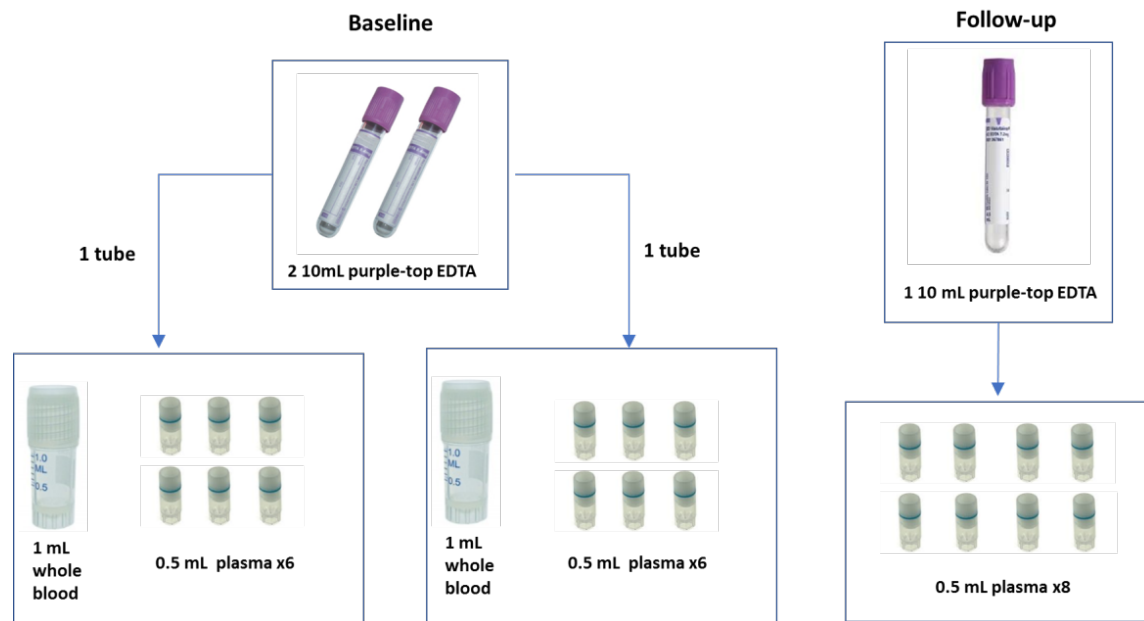 Baseline
Follow-up
1 tube
2 10mL purple-top EDTA
1 tube
1 10 mL purple-top EDTA
1.0
ML
0.5
1 mL
whole
blood
0.5 mL plasma x6
1.0
ML
0.5
1 mL
whole
blood
0.5 mL plasma x6
0.5 mL plasma x8